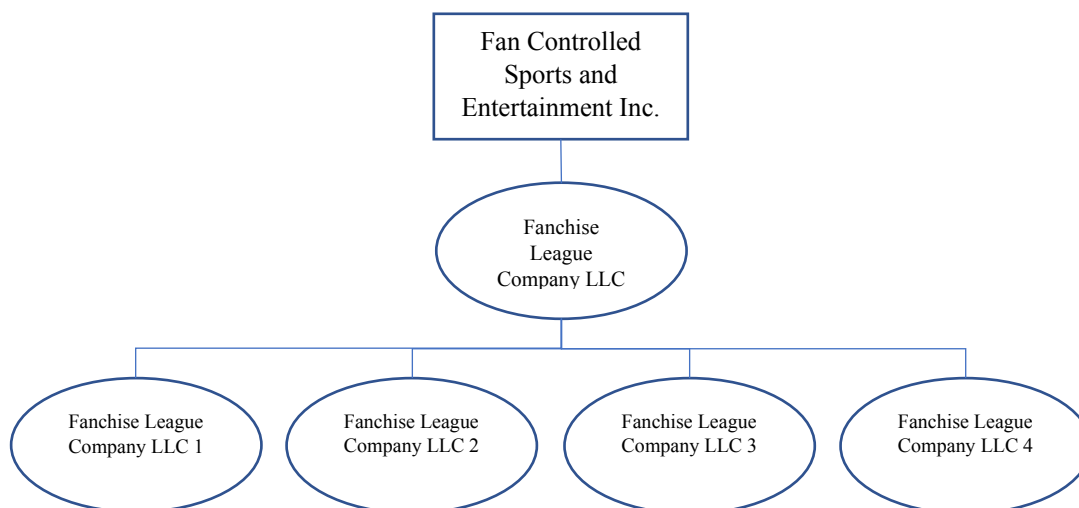 Fan Controlled
Sports and
Entertainment Inc.
Fanchise
League
Company LLC
Fanchise League
Company LLC 1
Fanchise League
Company LLC 2
Fanchise League
Company LLC 3
Fanchise League
Company LLC 4